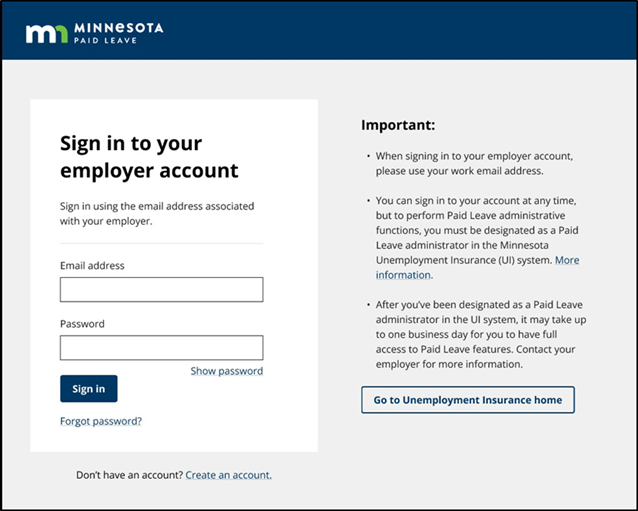 mn MINNESOTA
PAID LEAVE
Sign in to your
employer account
Sign in using the email address associated
with your employer.
Email address
Password
Show password
Sign in
Forgot password?
Don't have an account? Create an account.
Important:
• When signing in to your employer account,
please use your work email address.
• You can sign in to your account at any time,
but to perform Paid Leave administrative
functions, you must be designated as a Paid
Leave administrator in the Minnesota
Unemployment Insurance (UI) system. More
information.
• After you've been designated as a Paid Leave
administrator in the UI system, it may take up
to one business day for you to have full
access to Paid Leave features. Contact your
employer for more information.
Go to Unemployment Insurance home